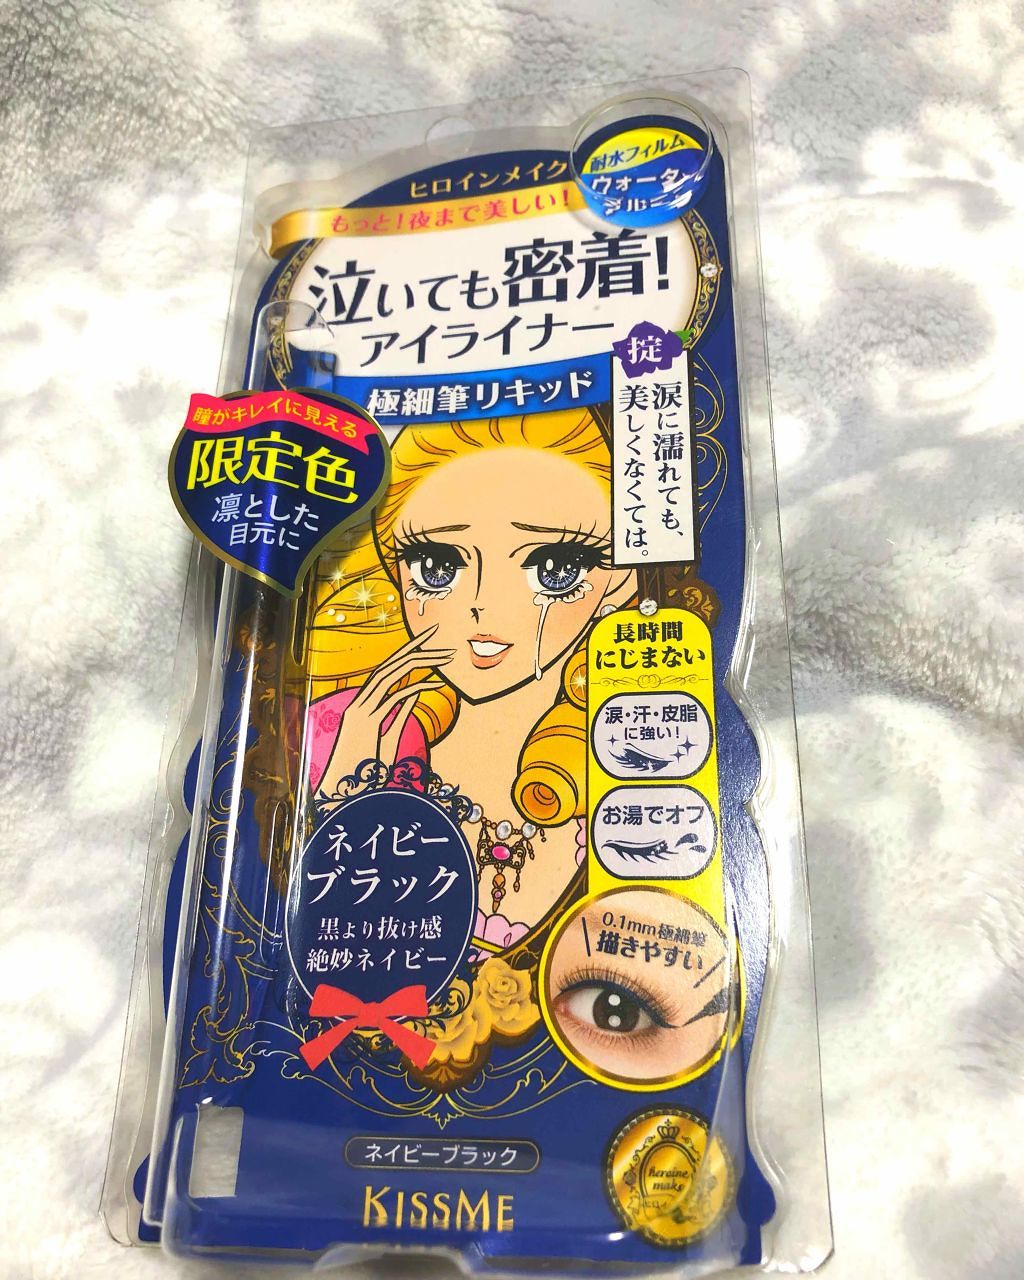 ヒロインメイク
もっと!夜まで美しい!
耐水フィルム
ウォーター
プルーフ
泣いても密着!
アイライナー
極細筆リキッド
掟
涙に濡れても、
美しくなくては。
瞳がキレイに見える
限定色
凛とした
目元に
長時間
にじまない
涙・汗・皮脂
に強い!
お湯でオフ
0.1mm極細筆
描きやすい
ネイビー
ブラック
黒より抜け感
絶妙ネイビー
ネイビーブラック
KISSME
heroine
make